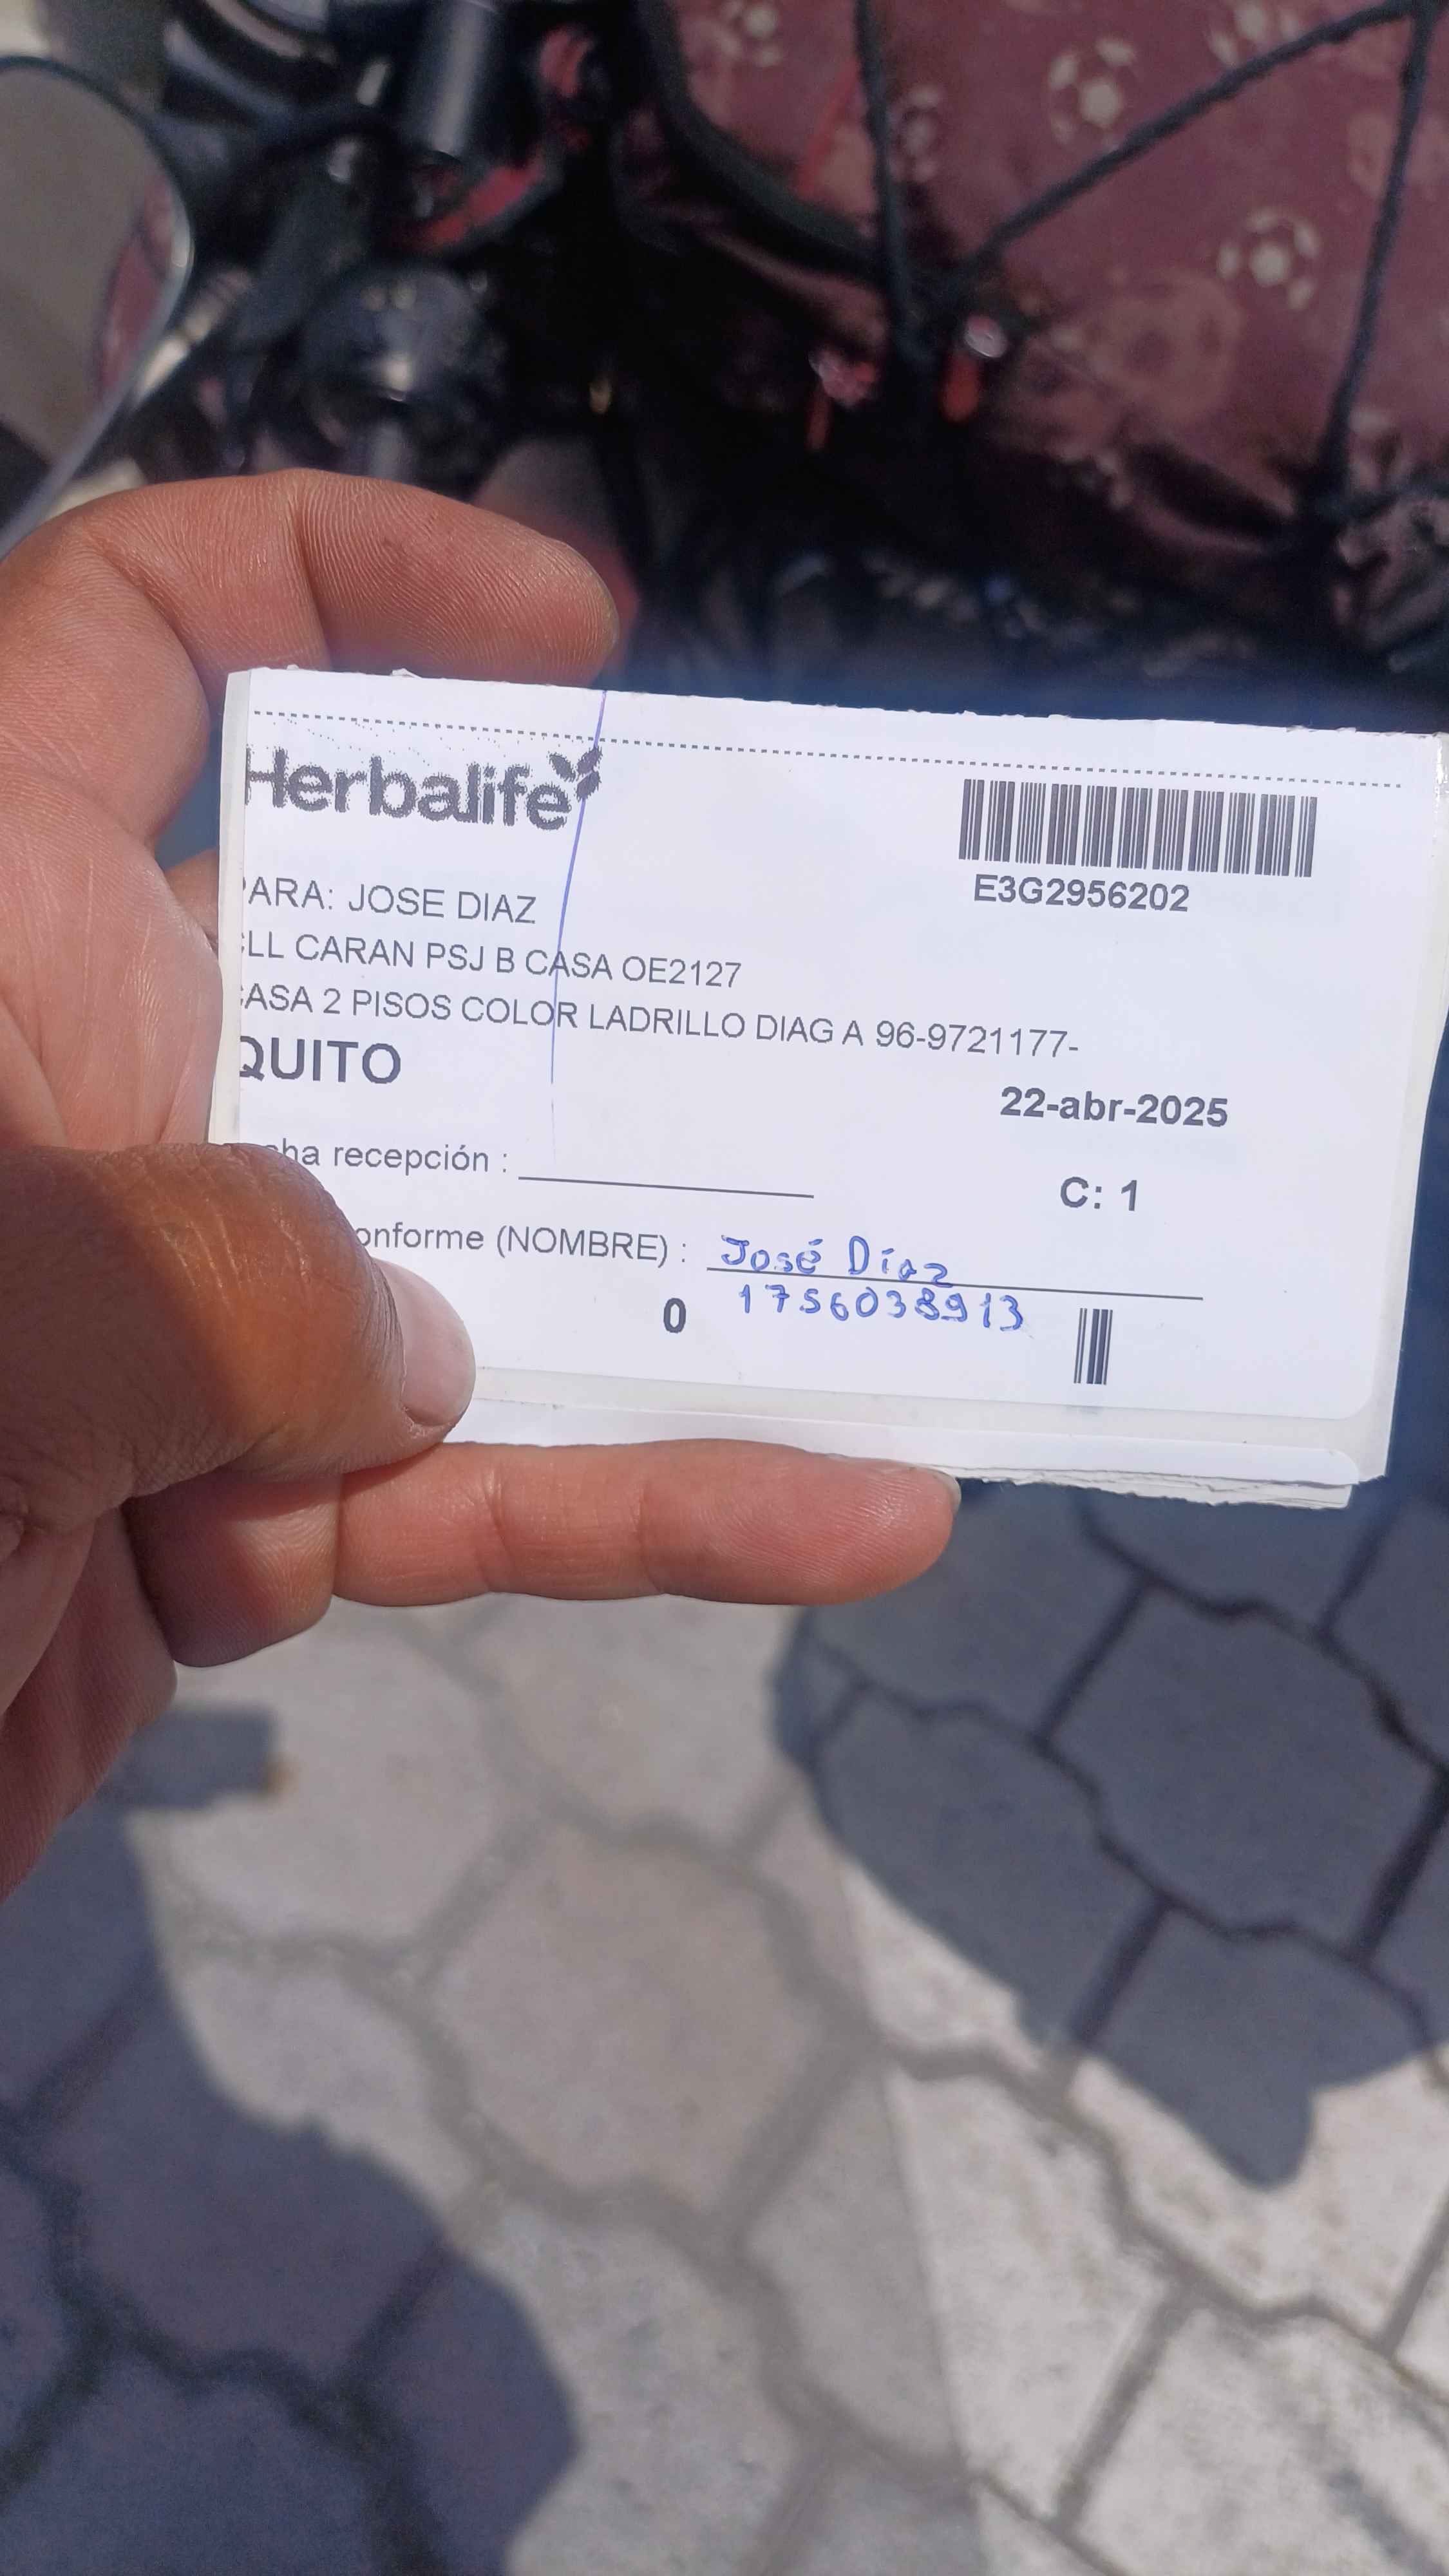 Herbalife
E3G2956202
PARA: JOSE DIAZ
CLL CARAN PSJ B CASA OE2127
CASA 2 PISOS COLOR LADRILLO DIAG A 96-9721177-
QUITO
22-abr-2025
cha recepción :
C: 1
onforme (NOMBRE) : José Díaz
0 1756038913